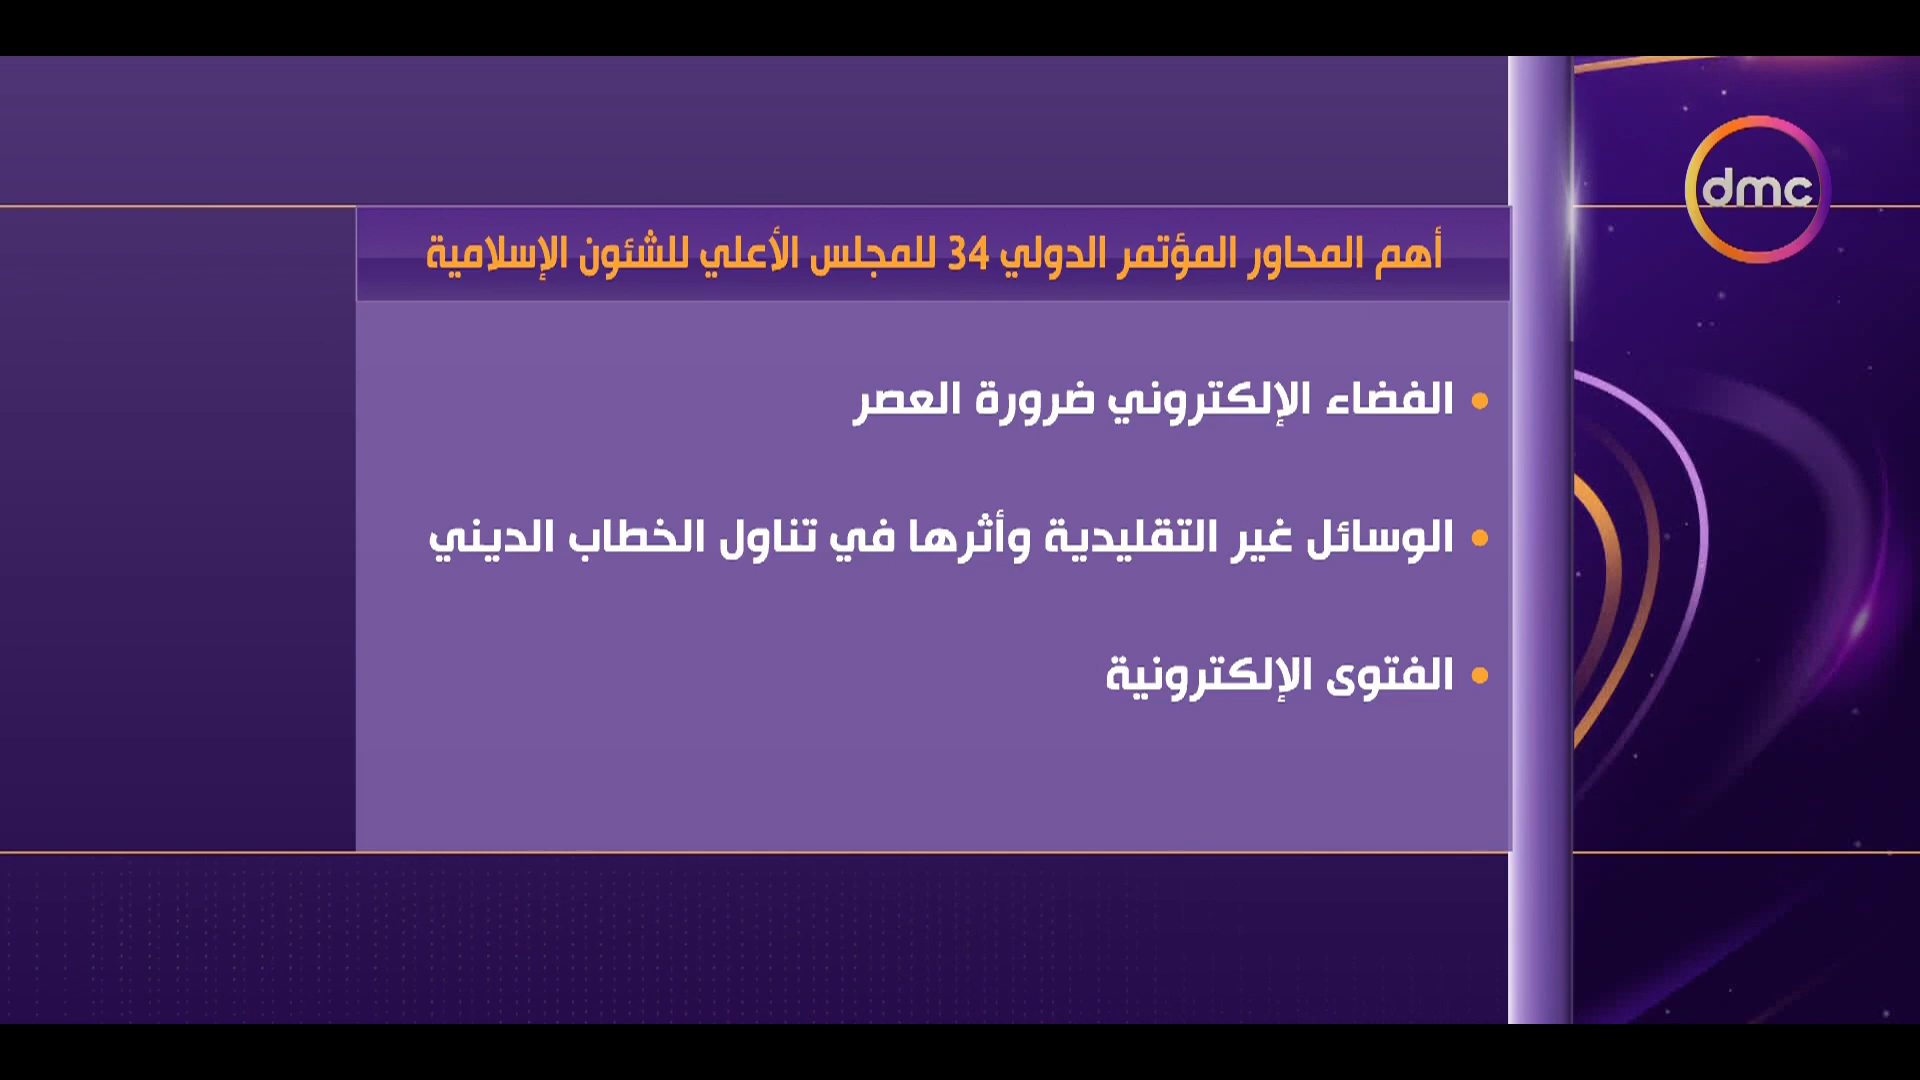 dmc
أهم المحاور المؤتمر الدولي 34 للمجلس الأعلي للشئون الإسلامية
• الفضاء الإلكتروني ضرورة العصر
• الوسائل غير التقليدية وأثرها في تناول الخطاب الديني
• الفتوى الإلكترونية